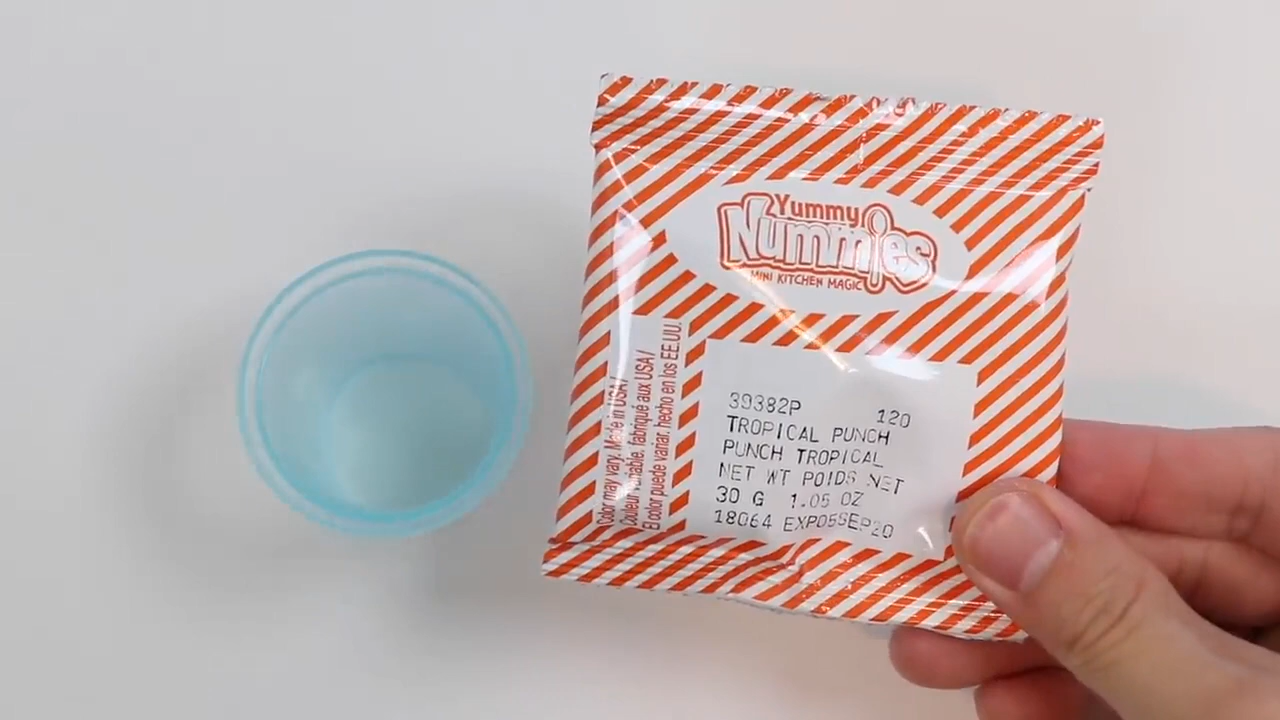 Yummy
Nummies
MINI KITCHEN MAGIC
Color may vary. Made in USA/
Couleur variable, fabriqué aux USA/
El color puede variar, hecho en los EE.UU.
39382P 120
TROPICAL PUNCH
PUNCH TROPICAL
NET WT POIDS NET
30 G 1.05 OZ
18064 EXP05SEP20